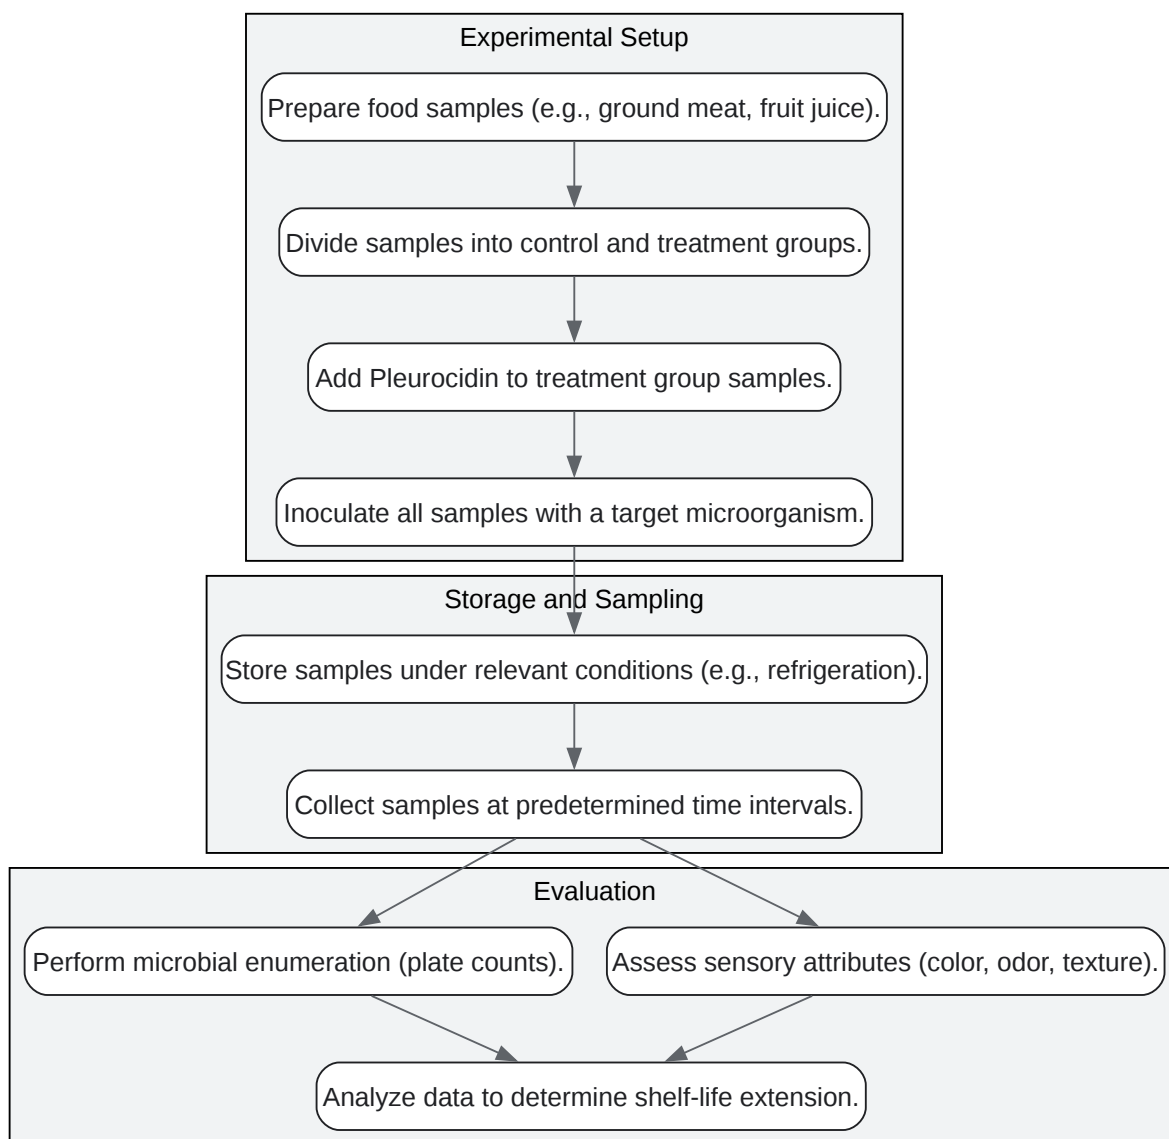 Experimental Setup
Prepare food samples (e.g., ground meat, fruit juice).
Divide samples into control and treatment groups.
Add Pleurocidin to treatment group samples.
Inoculate all samples with a target microorganism.
Storage and Sampling
Store samples under relevant conditions (e.g., refrigeration).
Collect samples at predetermined time intervals.
Evaluation
Perform microbial enumeration (plate counts).
Assess sensory attributes (color, odor, texture).
Analyze data to determine shelf-life extension.